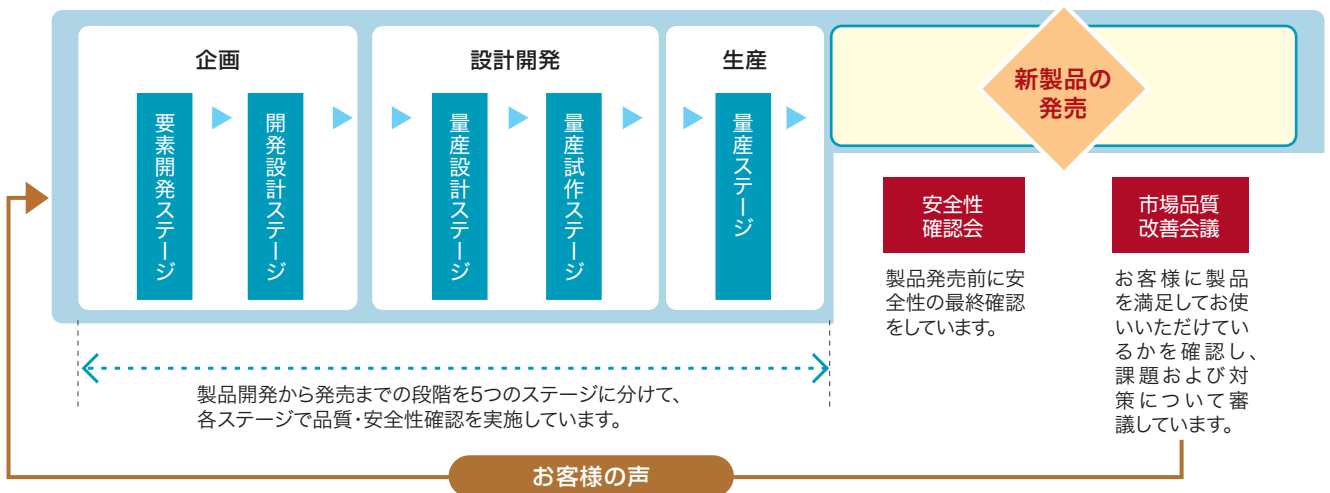 企画
設計開発
生産
新製品の
発売
要素開発ステージ
開発設計ステージ
量産設計ステージ
量産試作ステージ
量産ステージ
安全性
確認会
製品発売前に安
全性の最終確認
をしています。
市場品質
改善会議
お客様に製品
を満足してお使
いいただけてい
るかを確認し、
課題および対
策について審
議しています。
製品開発から発売までの段階を5つのステージに分けて、
各ステージで品質・安全性確認を実施しています。
お客様の声